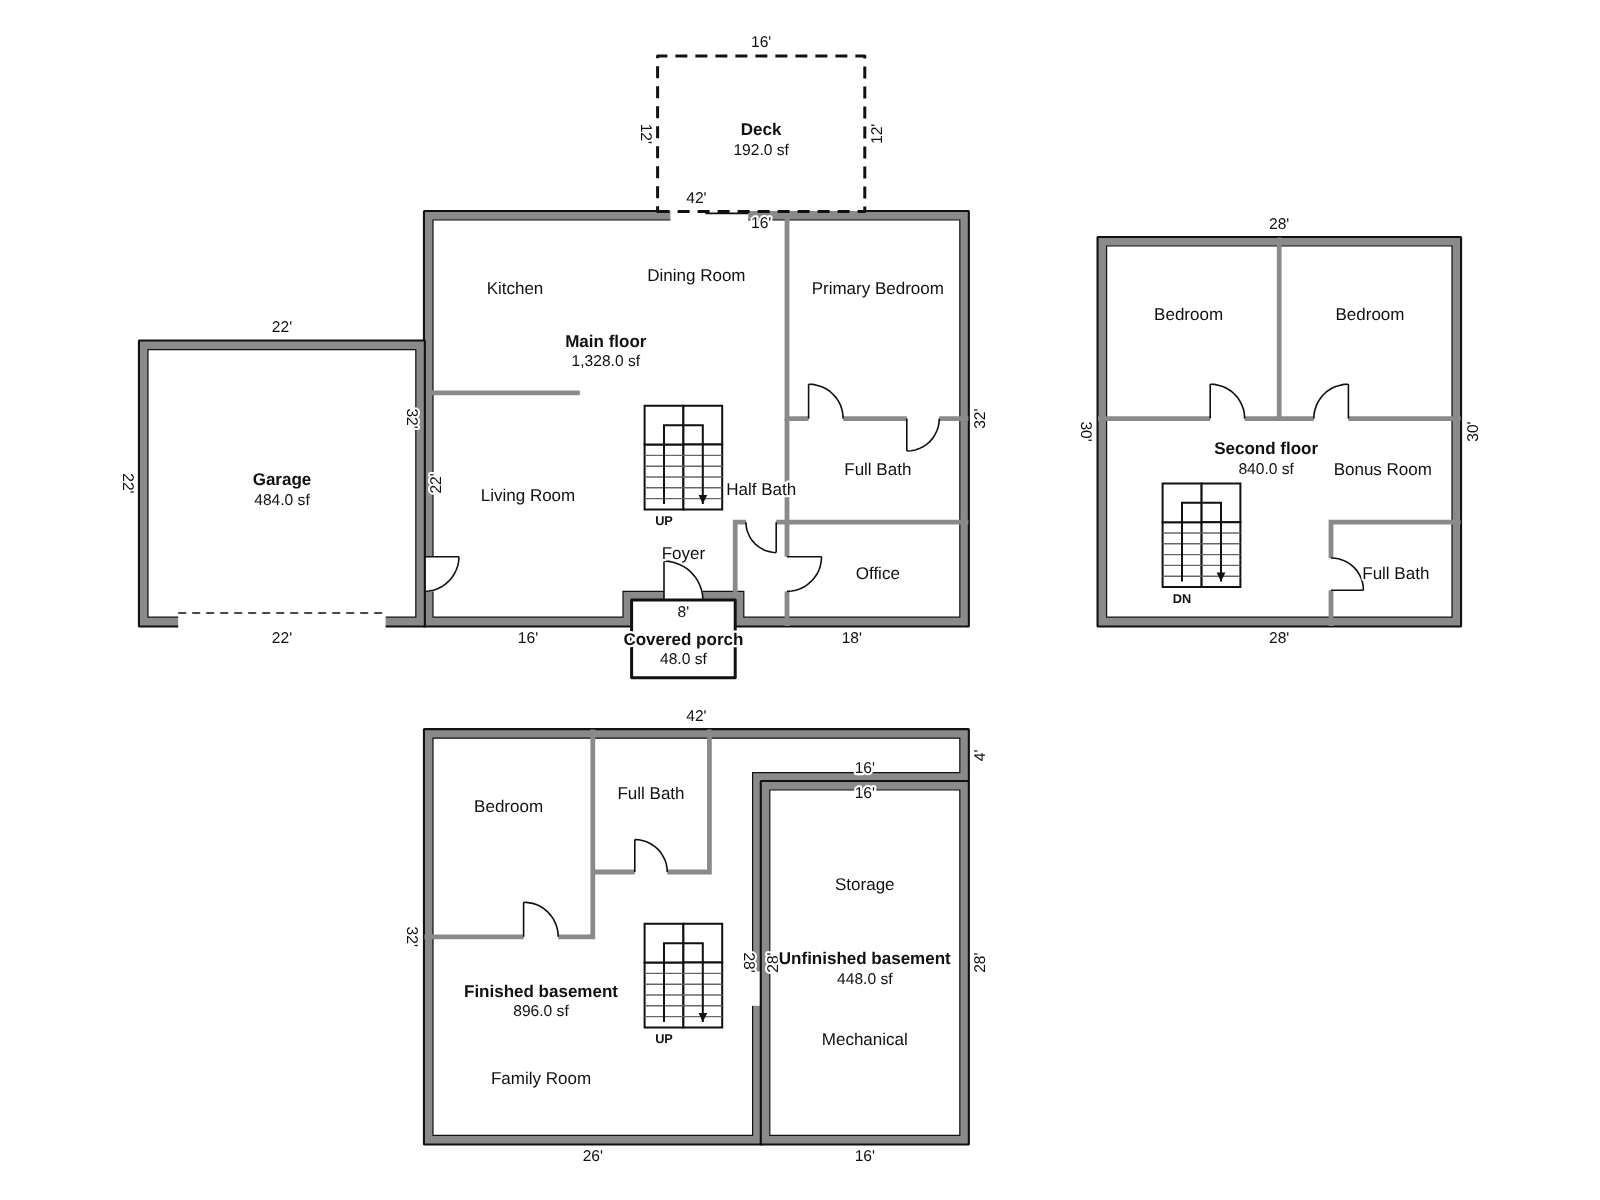 16'
12'
Deck
192.0 sf
12'
42'
16'
Kitchen
Dining Room
Primary Bedroom
Main floor
1,328.0 sf
32'
32'
22'
22'
Garage
484.0 sf
22'
22'
Living Room
Half Bath
Full Bath
UP
Foyer
Office
8'
16'
Covered porch
48.0 sf
18'
28'
Bedroom
Bedroom
30'
Second floor
840.0 sf
30'
Bonus Room
DN
Full Bath
28'
42'
4'
16'
16'
Bedroom
Full Bath
Storage
32'
28'
28'
Unfinished basement
448.0 sf
28'
Finished basement
896.0 sf
UP
Mechanical
Family Room
26'
16'